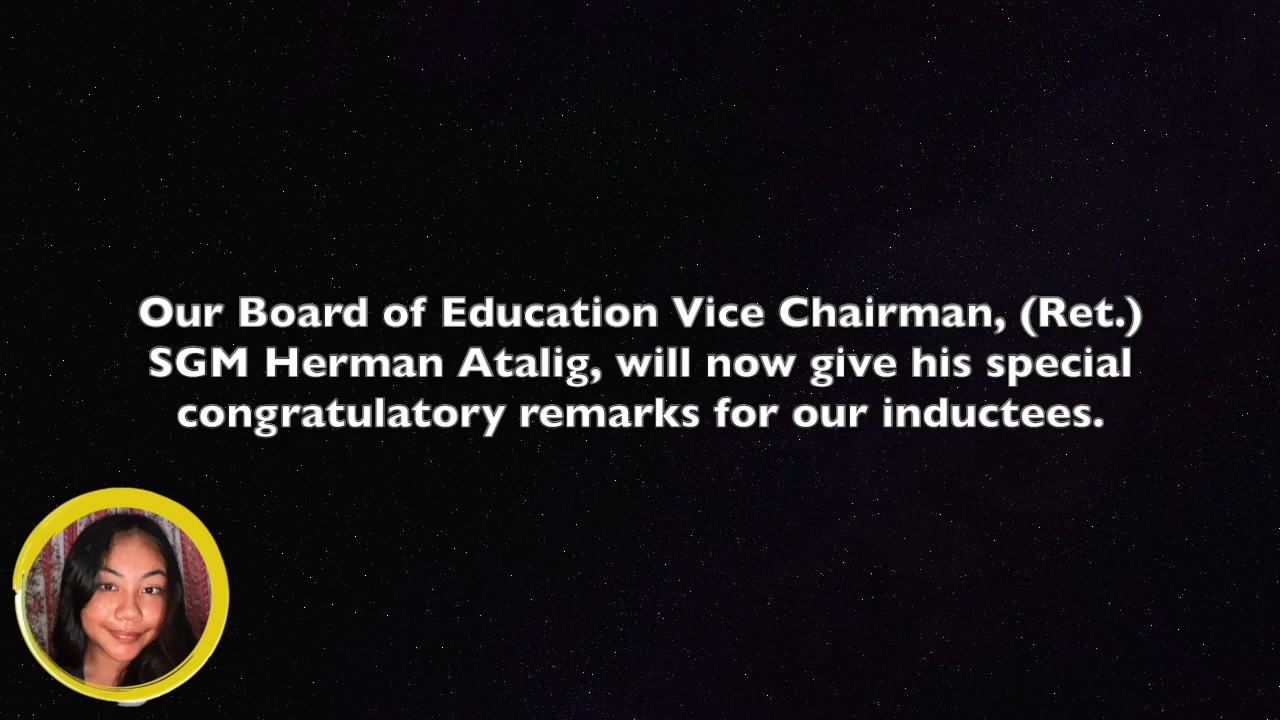 Our Board of Education Vice Chairman, (Ret.)
SGM Herman Atalig, will now give his special
congratulatory remarks for our inductees.